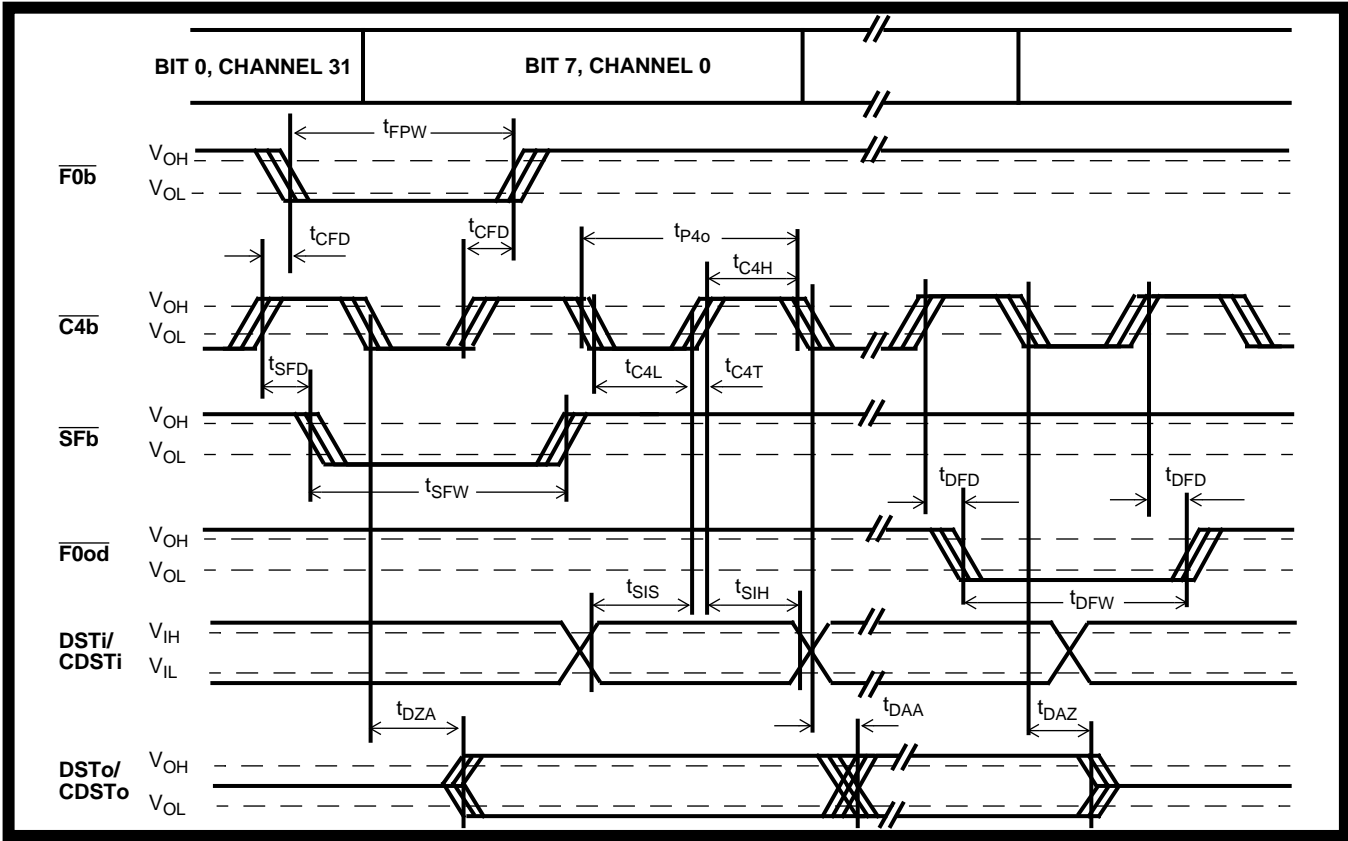 BIT 0, CHANNEL 31 BIT 7, CHANNEL 0
tFPW
F0b VOH
VOL
tCFD tCFD tP4o
tC4H
C4b VOH
VOL
tSFD tC4L tC4T
SFb VOH
VOL
tSFW tDFD tDFD
F0od VOH
VOL
tSIS tSIH tDFW
DSTi/
CDSTi
VIH
VIL
tDZA tDAA tDAZ
DSTo/
CDSTo
VOH
VOL